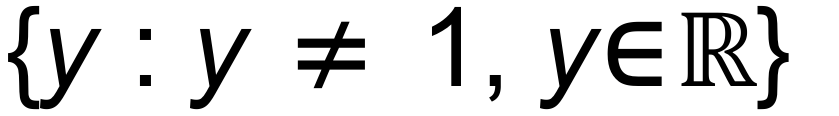 {y : y ≠ 1, y∈ℝ}